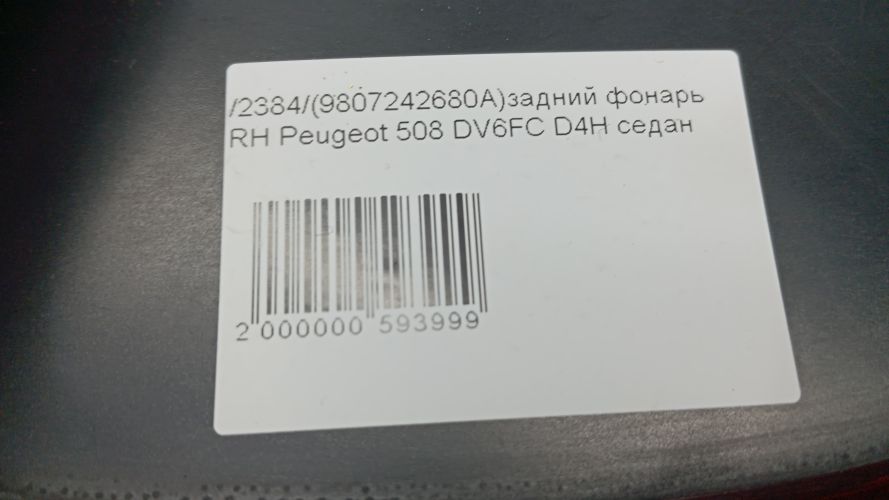 /2384/(9807242680A)задний фонарь
RH Peugeot 508 DV6FC D4H седан
2 000000 593999